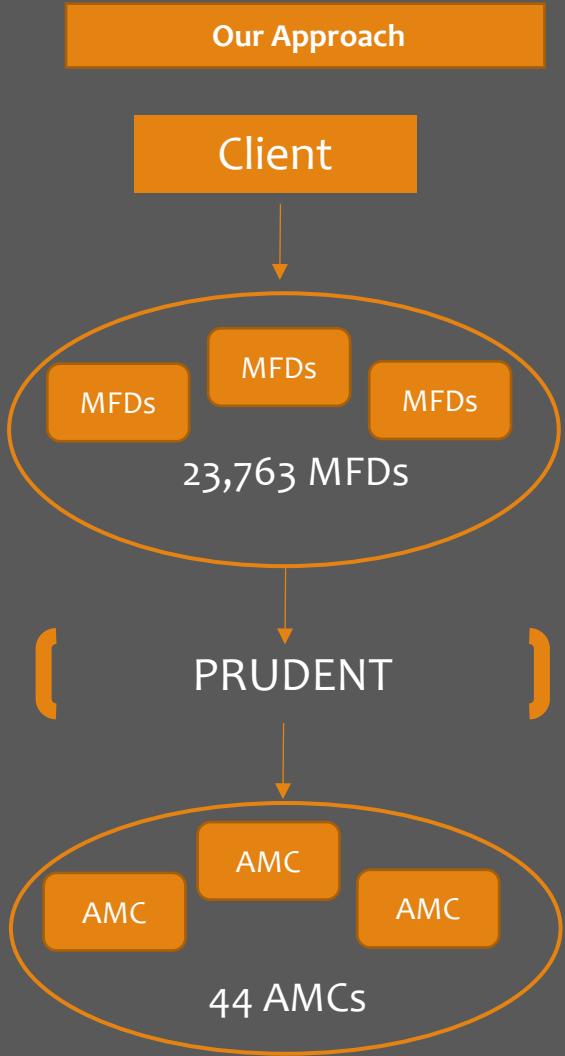 Our Approach
Client
MFDs
MFDs
MFDs
23,763 MFDs
PRUDENT
AMC
AMC
AMC
44 AMCs